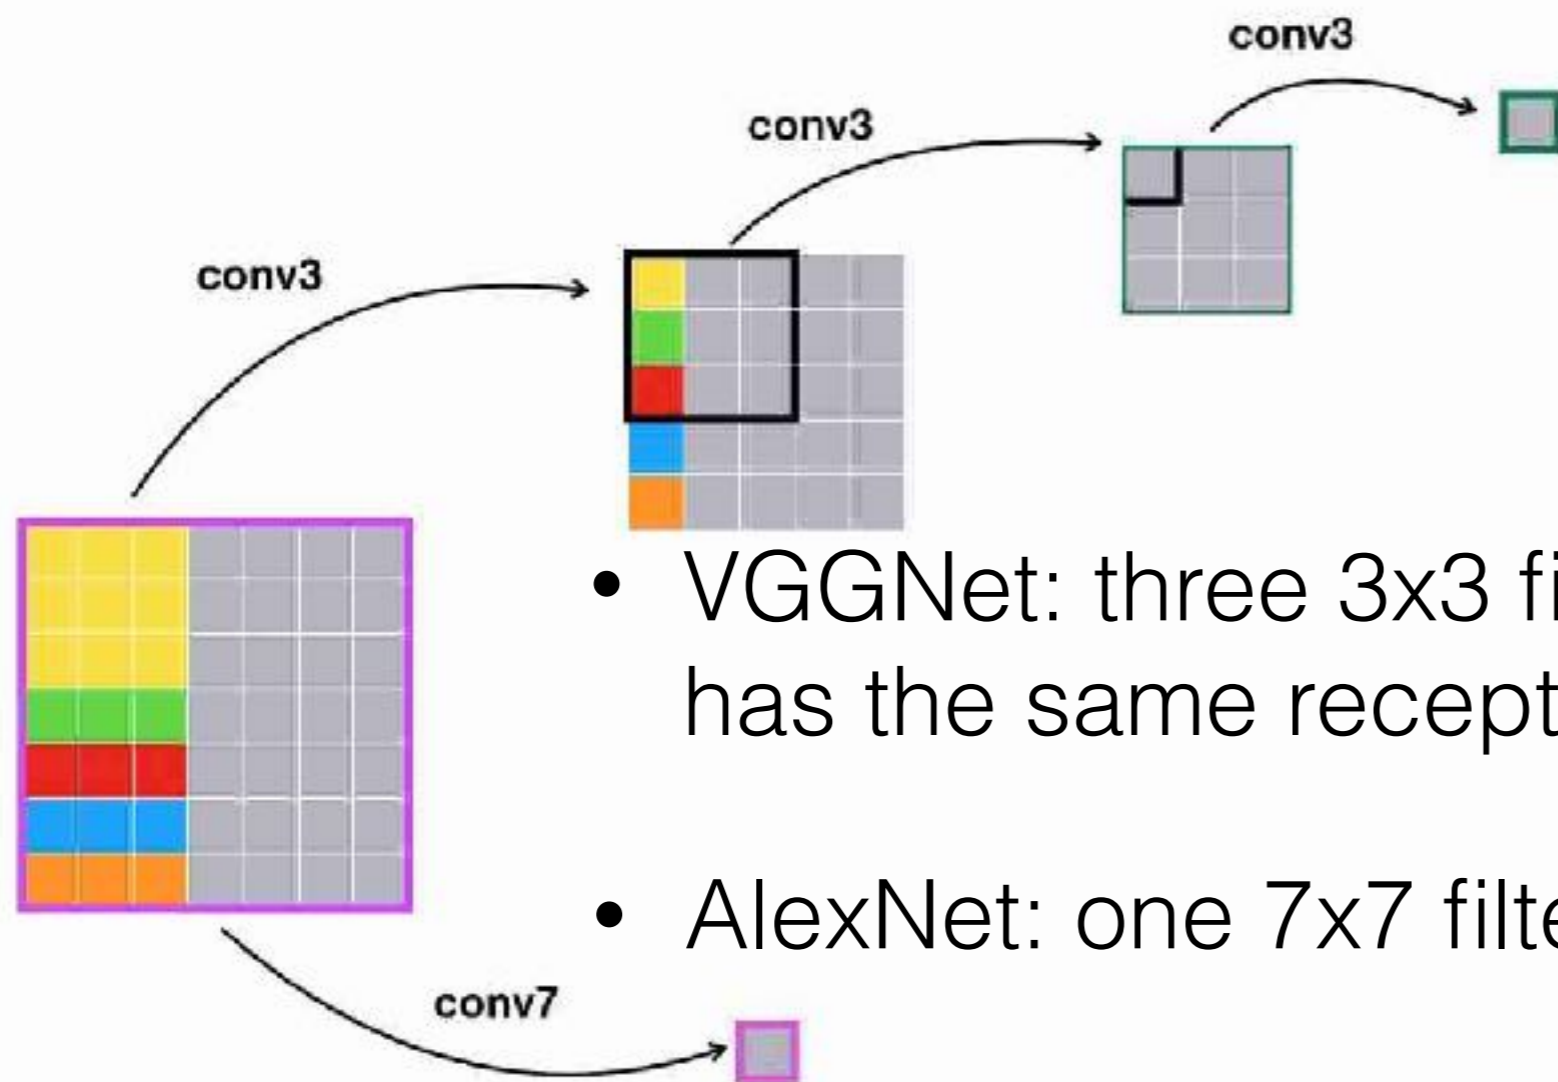 conv3
conv3
conv3
• VGGNet: three 3x3 fi
has the same recept
• AlexNet: one 7x7 filte
conv7